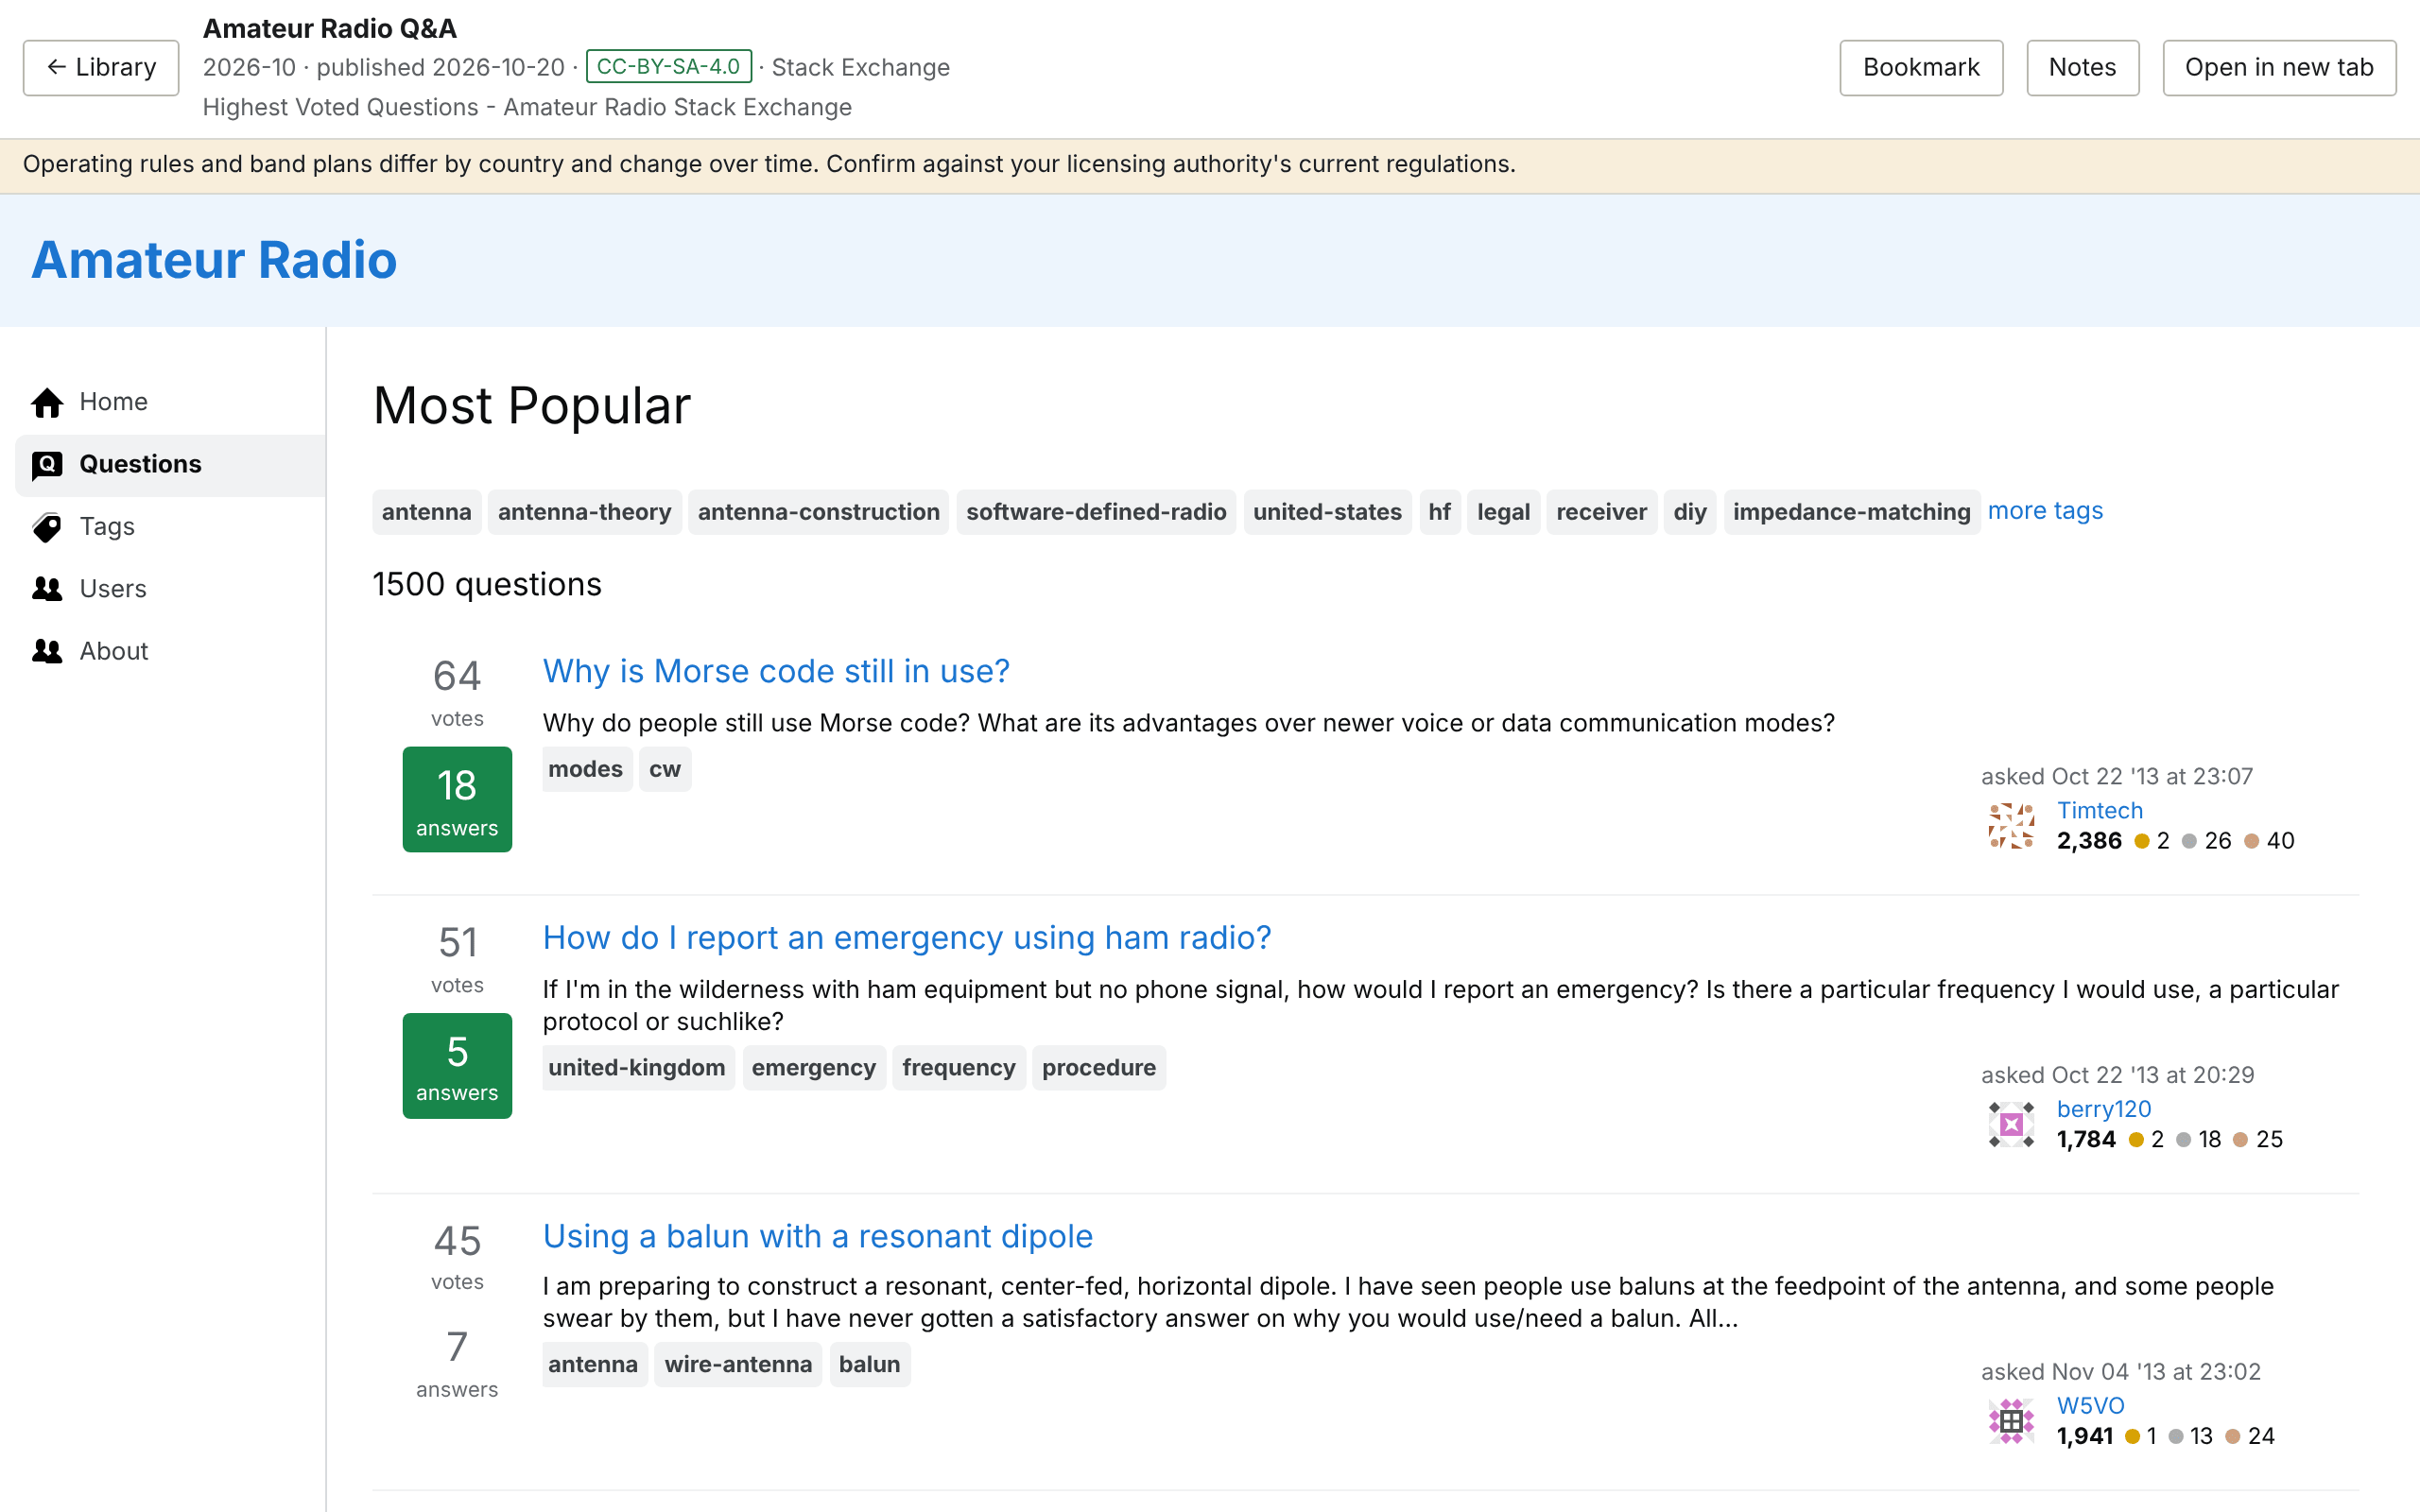 ← Library
Amateur Radio Q&A
2026-10 · published 2026-10-20 · CC-BY-SA-4.0 · Stack Exchange
Highest Voted Questions - Amateur Radio Stack Exchange
Bookmark
Notes
Open in new tab
Operating rules and band plans differ by country and change over time. Confirm against your licensing authority's current regulations.
Amateur Radio
Home
Questions
Tags
Users
About
Most Popular
antenna antenna-theory antenna-construction software-defined-radio united-states hf legal receiver diy impedance-matching more tags
1500 questions
64
votes
18
answers
Why is Morse code still in use?
Why do people still use Morse code? What are its advantages over newer voice or data communication modes?
modes cw
asked Oct 22 '13 at 23:07
Timtech
2,386 2 26 40
51
votes
5
answers
How do I report an emergency using ham radio?
If I'm in the wilderness with ham equipment but no phone signal, how would I report an emergency? Is there a particular frequency I would use, a particular
protocol or suchlike?
united-kingdom emergency frequency procedure
asked Oct 22 '13 at 20:29
berry120
1,784 2 18 25
45
votes
7
answers
Using a balun with a resonant dipole
I am preparing to construct a resonant, center-fed, horizontal dipole. I have seen people use baluns at the feedpoint of the antenna, and some people
swear by them, but I have never gotten a satisfactory answer on why you would use/need a balun. All...
antenna wire-antenna balun
asked Nov 04 '13 at 23:02
W5VO
1,941 1 13 24